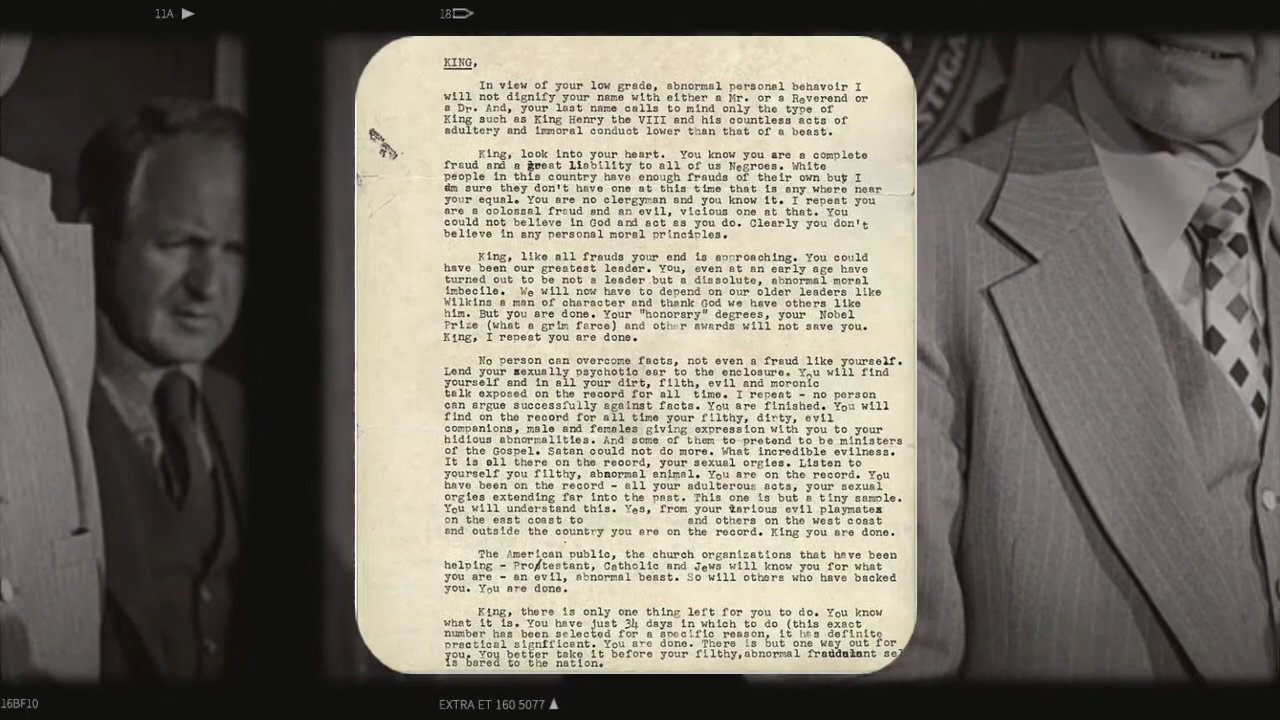 11A
18
KING,
In view of your low grade, abnormal personal behavoir I
will not dignify your name with either a Mr. or a Reverend or
a Dr. And, your last name calls to mind only the type of
King such as King Henry the VIII and his countless acts of
adultery and immoral conduct lower than that of a beast.
King, look into your heart. You know you are a complete
fraud and a great liability to all of us Negroes. White
people in this country have enough frauds of their own but I
am sure they don't have one at this time that is any where near
your equal. You are no clergyman and you know it. I repeat you
are a colossal fraud and an evil, vicious one at that. You
could not believe in God and act as you do. Clearly you don't
believe in any personal moral principles.
King, like all frauds your end is approaching. You could
have been our greatest leader. You, even at an early age have
turned out to be not a leader but a dissolute, abnormal moral
imbecile. We will now have to depend on our older leaders like
Wilkins a man of character and thank God we have others like
him. But you are done. Your "honorary" degrees, your Nobel
Prize (what a grim farce) and other awards will not save you.
King, I repeat you are done.
No person can overcome facts, not even a fraud like yourself.
Lend your sexually psychotic ear to the enclosure. You will find
yourself and in all your dirt, filth, evil and moronic
talk exposed on the record for all time. I repeat - no person
can argue successfully against facts. You are finished. You will
find on the record for all time your filthy, dirty, evil
companions, male and females giving expression with you to your
hidious abnormalities. And some of them to pretend to be ministers
of the Gospel. Satan could not do more. What incredible evilness.
It is all there on the record, your sexual orgies. Listen to
yourself you filthy, abnormal animal. You are on the record. You
have been on the record - all your adulterous acts, your sexual
orgies extending far into the past. This one is but a tiny sample.
You will understand this. Yes, from your various evil playmates
on the east coast to and others on the west coast
and outside the country you are on the record. King you are done.
The American public, the church organizations that have been
helping - Protestant, Catholic and Jews will know you for what
you are - an evil, abnormal beast. So will others who have backed
you. You are done.
King, there is only one thing left for you to do. You know
what it is. You have just 34 days in which to do (this exact
number has been selected for a specific reason, it has definite
practical significant. You are done. There is but one way out for
you. You better take it before your filthy,abnormal fraudulant sel
is bared to the nation.
16BF10
EXTRA ET 160 5077